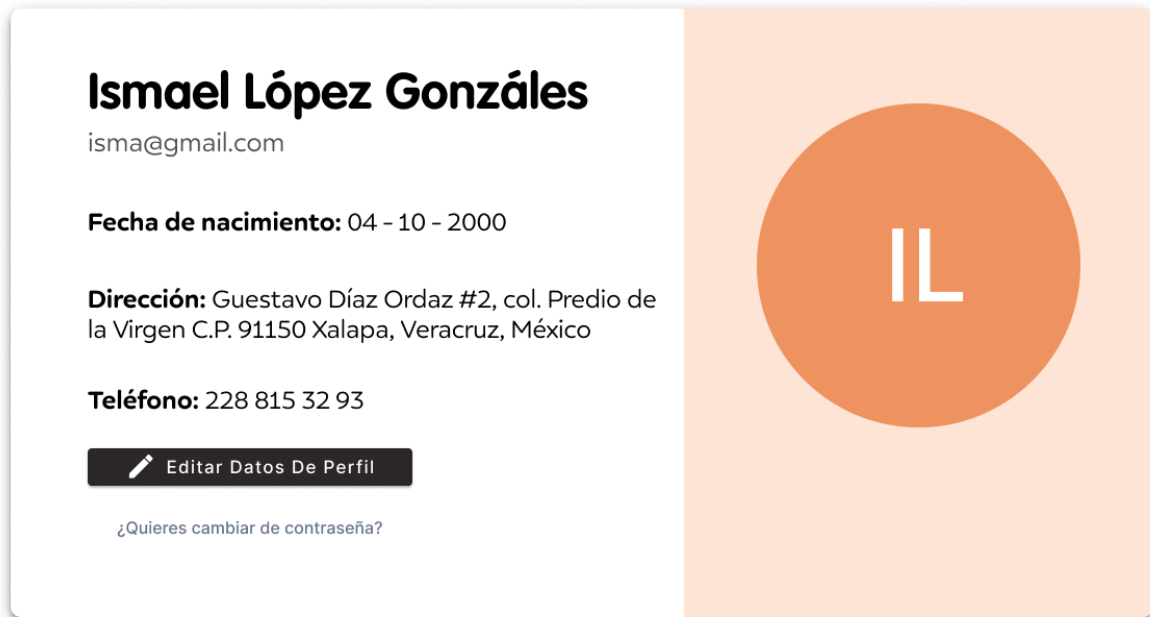 Ismael López Gonzáles
isma@gmail.com
Fecha de nacimiento: 04 - 10 - 2000
Dirección: Guestavo Díaz Ordaz #2, col. Predio de
la Virgen C.P. 91150 Xalapa, Veracruz, México
Teléfono: 228 815 32 93
Editar Datos De Perfil
¿Quieres cambiar de contraseña?
IL